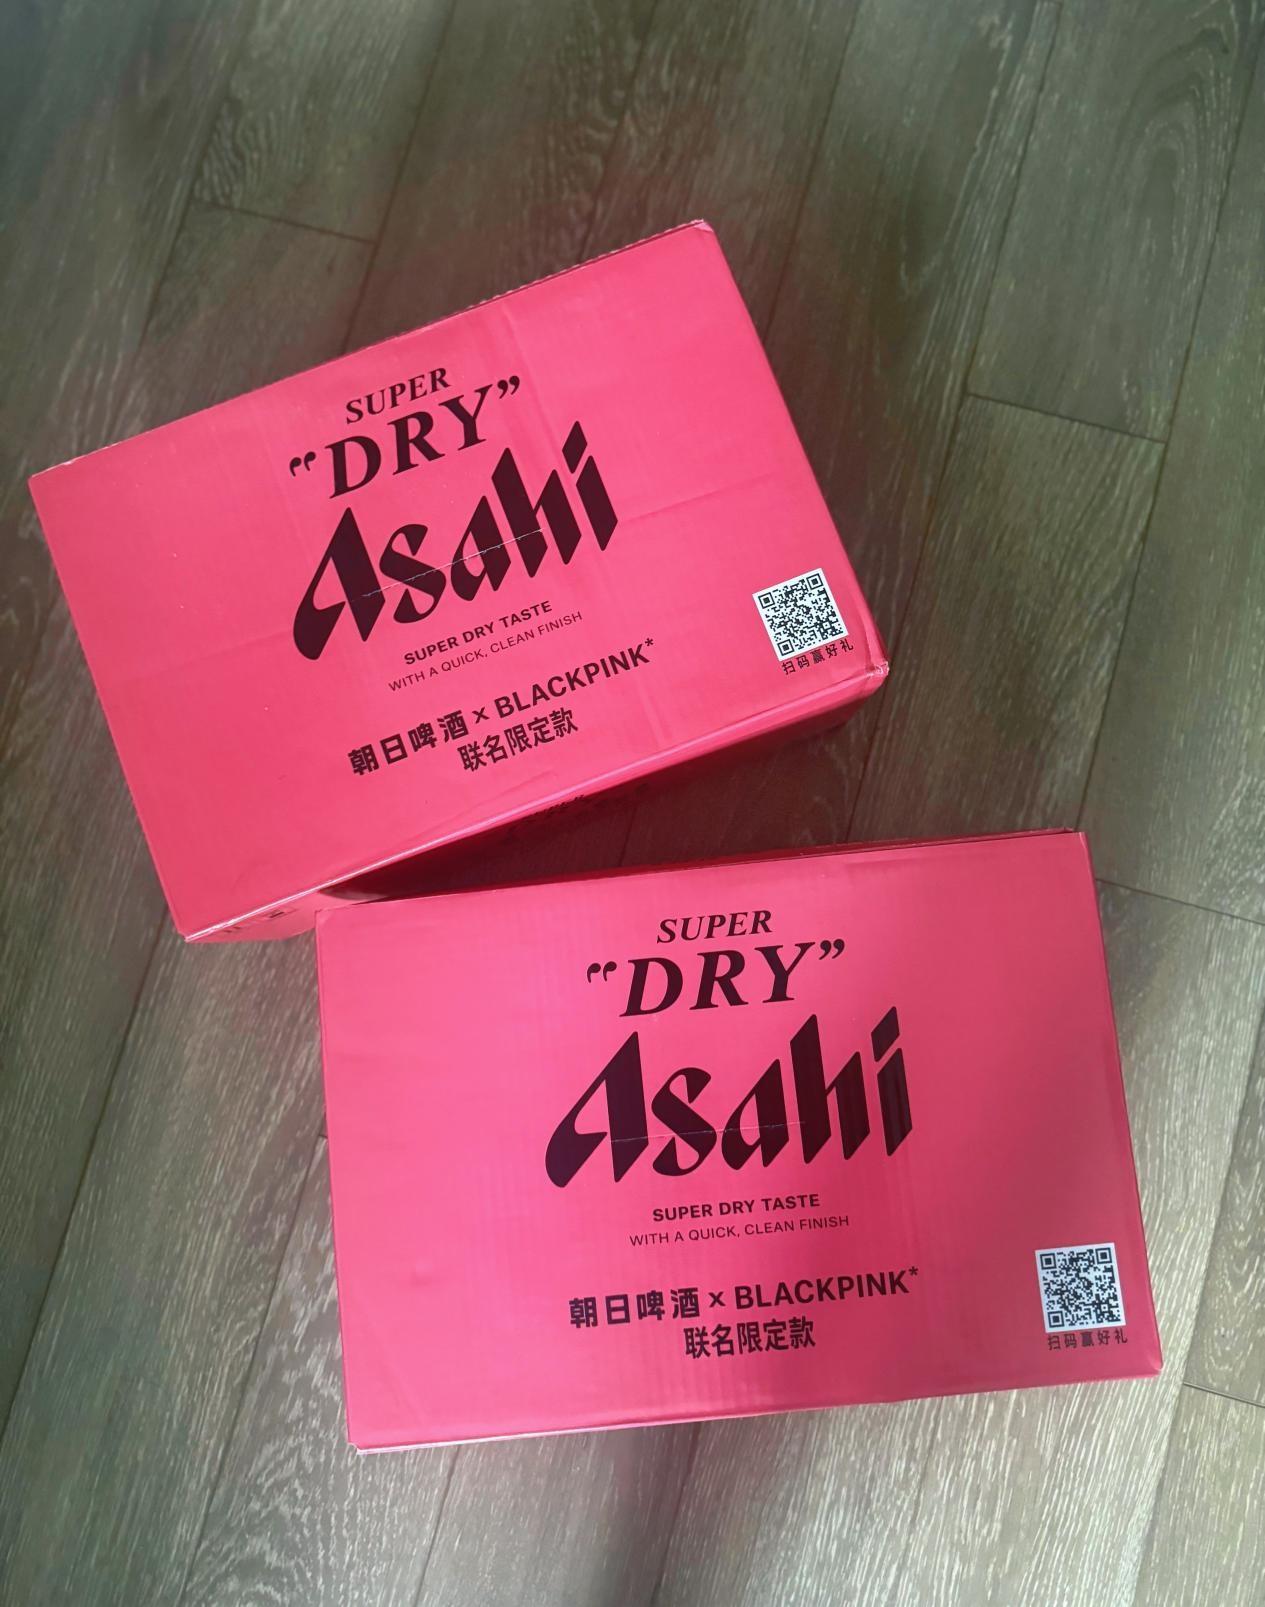 SUPER
“DRY”
Asahi
SUPER DRY TASTE
WITH A QUICK, CLEAN FINISH
朝日啤酒 x BLACKPINK*
联名限定款
扫码赢好礼
SUPER
“DRY”
Asahi
SUPER DRY TASTE
WITH A QUICK, CLEAN FINISH
朝日啤酒 x BLACKPINK*
联名限定款
扫码赢好礼